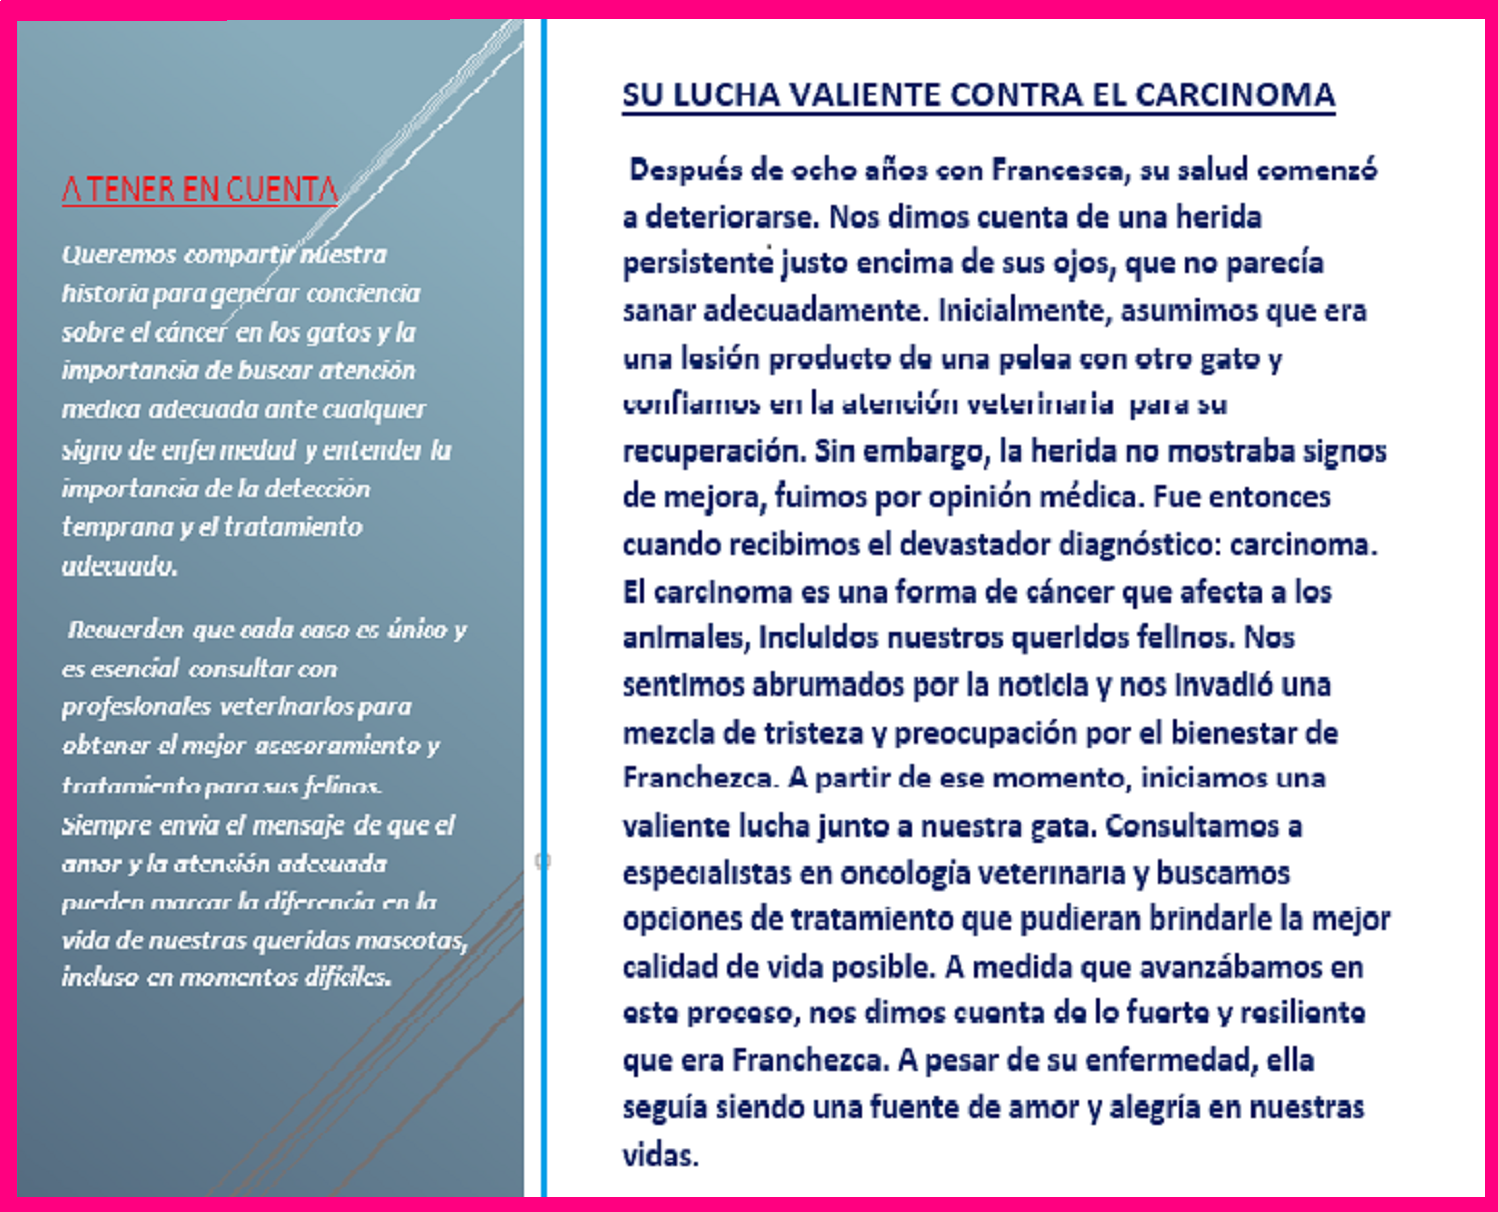 A TENER EN CUENTA
Queremos compartir nuestra
historia para generar conciencia
sobre el cáncer en los gatos y la
importancia de buscar atención
medica adecuada ante cualquier
signo de enfermedad y entender la
importancia de la detección
temprana y el tratamiento
adecuado.
Recuerden que cada caso es único y
es esencial consultar con
profesionales veterinarios para
obtener el mejor asesoramiento y
tratamiento para sus felinos.
Siempre envia el mensaje de que el
amor y la atención adecuada
pueden marcar la diferencia en la
vida de nuestras queridas mascotas,
incluso en momentos difíciles.
SU LUCHA VALIENTE CONTRA EL CARCINOMA
Después de ocho años con Francesca, su salud comenzó
a deteriorarse. Nos dimos cuenta de una herida
persistente justo encima de sus ojos, que no parecía
sanar adecuadamente. Inicialmente, asumimos que era
una lesión producto de una pelea con otro gato y
confiamos en la atención veterinaria para su
recuperación. Sin embargo, la herida no mostraba signos
de mejora, fuimos por opinión médica. Fue entonces
cuando recibimos el devastador diagnóstico: carcinoma.
El carcinoma es una forma de cáncer que afecta a los
animales, incluidos nuestros queridos felinos. Nos
sentimos abrumados por la noticia y nos invadió una
mezcla de tristeza y preocupación por el bienestar de
Franchezca. A partir de ese momento, iniciamos una
valiente lucha junto a nuestra gata. Consultamos a
especialistas en oncología veterinaria y buscamos
opciones de tratamiento que pudieran brindarle la mejor
calidad de vida posible. A medida que avanzábamos en
este proceso, nos dimos cuenta de lo fuerte y resiliente
que era Franchezca. A pesar de su enfermedad, ella
seguía siendo una fuente de amor y alegría en nuestras
vidas.